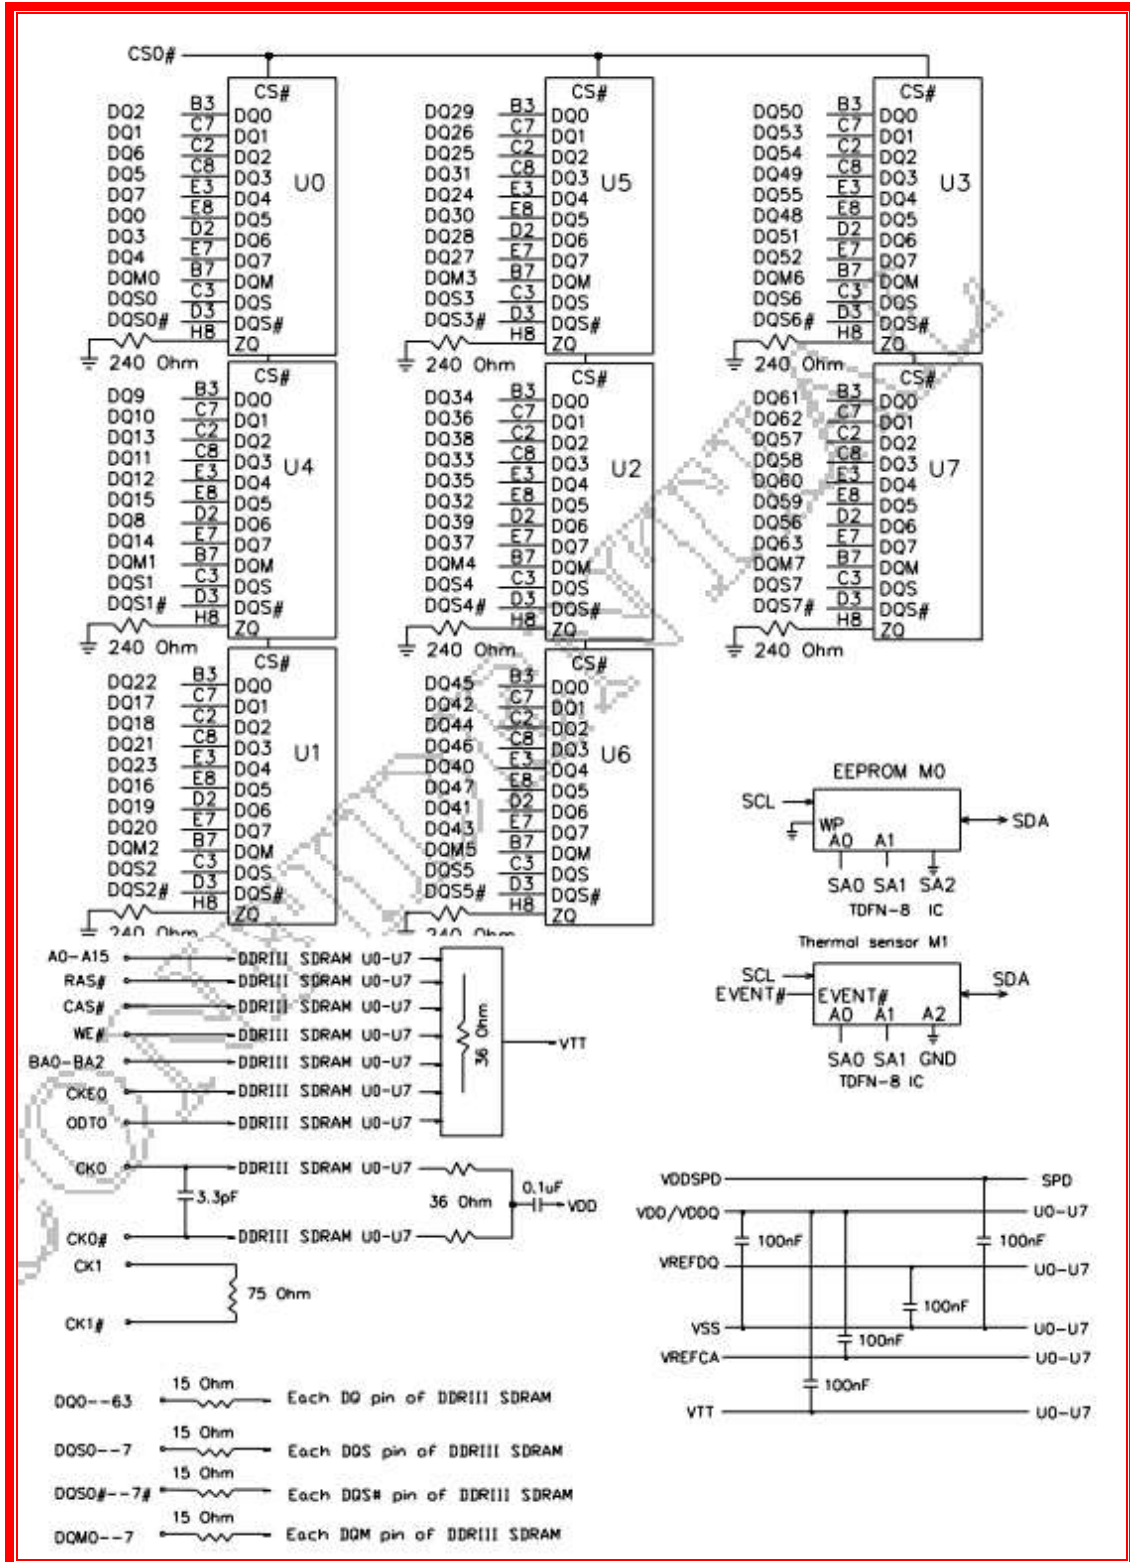 CS0#
CS#
DQ2 B3 DQ0
DQ1 C7 DQ1
DQ6 C2 DQ2
DQ5 C8 DQ3
DQ7 E3 DQ4
DQ0 E8 DQ5
DQ3 D2 DQ6
DQ4 E7 DQ7
DQM0 B7 DQM
DQS0 C3 DQS
DQS0# D3 DQS#
H8 ZQ
U0
240 Ohm
CS#
DQ9 B3 DQ0
DQ10 C7 DQ1
DQ13 C2 DQ2
DQ11 C8 DQ3
DQ12 E3 DQ4
DQ15 E8 DQ5
DQ8 D2 DQ6
DQ14 E7 DQ7
DQM1 B7 DQM
DQS1 C3 DQS
DQS1# D3 DQS#
H8 ZQ
U4
240 Ohm
CS#
DQ22 B3 DQ0
DQ17 C7 DQ1
DQ18 C2 DQ2
DQ21 C8 DQ3
DQ23 E3 DQ4
DQ16 E8 DQ5
DQ19 D2 DQ6
DQ20 E7 DQ7
DQM2 B7 DQM
DQS2 C3 DQS
DQS2# D3 DQS#
H8 ZQ
U1
240 Ohm
CS#
DQ29 B3 DQ0
DQ26 C7 DQ1
DQ25 C2 DQ2
DQ31 C8 DQ3
DQ24 E3 DQ4
DQ30 E8 DQ5
DQ28 D2 DQ6
DQ27 E7 DQ7
DQM3 B7 DQM
DQS3 C3 DQS
DQS3# D3 DQS#
H8 ZQ
U5
240 Ohm
CS#
DQ34 B3 DQ0
DQ36 C7 DQ1
DQ38 C2 DQ2
DQ33 C8 DQ3
DQ35 E3 DQ4
DQ32 E8 DQ5
DQ39 D2 DQ6
DQ37 E7 DQ7
DQM4 B7 DQM
DQS4 C3 DQS
DQS4# D3 DQS#
H8 ZQ
U2
240 Ohm
CS#
DQ45 B3 DQ0
DQ42 C7 DQ1
DQ44 C2 DQ2
DQ46 C8 DQ3
DQ40 E3 DQ4
DQ47 E8 DQ5
DQ41 D2 DQ6
DQ43 E7 DQ7
DQM5 B7 DQM
DQS5 C3 DQS
DQS5# D3 DQS#
H8 ZQ
U6
240 Ohm
CS#
DQ50 B3 DQ0
DQ53 C7 DQ1
DQ54 C2 DQ2
DQ49 C8 DQ3
DQ55 E3 DQ4
DQ48 E8 DQ5
DQ51 D2 DQ6
DQ52 E7 DQ7
DQM6 B7 DQM
DQS6 C3 DQS
DQS6# D3 DQS#
H8 ZQ
U3
240 Ohm
CS#
DQ61 B3 DQ0
DQ62 C7 DQ1
DQ57 C2 DQ2
DQ58 C8 DQ3
DQ60 E3 DQ4
DQ59 E8 DQ5
DQ56 D2 DQ6
DQ63 E7 DQ7
DQM7 B7 DQM
DQS7 C3 DQS
DQS7# D3 DQS#
H8 ZQ
U7
240 Ohm
EEPROM M0
SCL
WP
SDA
A0 A1
SA0 SA1 SA2
TDFN-8 IC
Thermal sensor M1
SCL
EVENT# EVENT#
SDA
A0 A1 A2
SA0 SA1 GND
TDFN-8 IC
A0-A15 DDRIII SDRAM U0-U7
RAS# DDRIII SDRAM U0-U7
CAS# DDRIII SDRAM U0-U7
WE# DDRIII SDRAM U0-U7
BA0-BA2 DDRIII SDRAM U0-U7
CKE0 DDRIII SDRAM U0-U7
ODT0 DDRIII SDRAM U0-U7
36 Ohm
VTT
CK0 DDRIII SDRAM U0-U7
3.3pF
36 Ohm
0.1uF
VDD
CK0# DDRIII SDRAM U0-U7
CK1
75 Ohm
CK1#
VDDSPD SPD
VDD/VDDQ U0-U7
100nF 100nF
VREFDQ U0-U7
100nF
VSS U0-U7
100nF
VREFCA U0-U7
100nF
VTT U0-U7
15 Ohm
DQ0--63 Each DQ pin of DDRIII SDRAM
15 Ohm
DQS0--7 Each DQS pin of DDRIII SDRAM
15 Ohm
DQS0#--7# Each DQS# pin of DDRIII SDRAM
15 Ohm
DQM0--7 Each DQM pin of DDRIII SDRAM